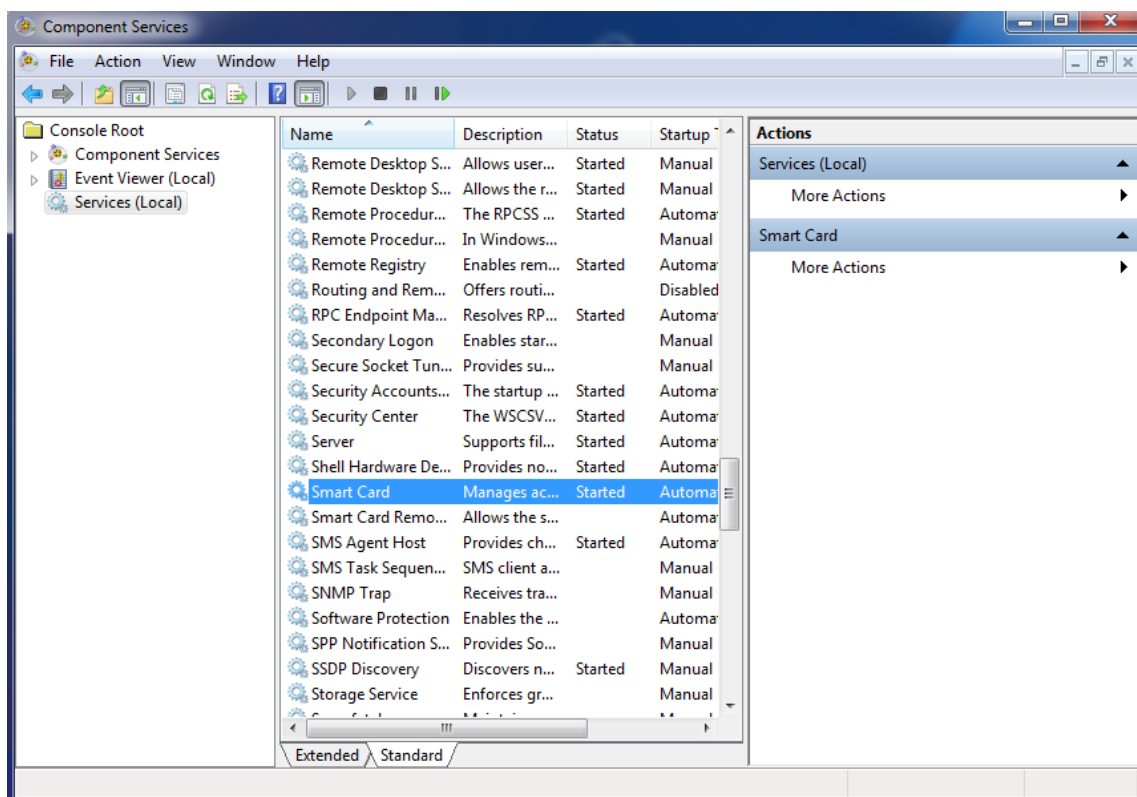 Component Services
File Action View Window Help
Console Root
Component Services
Event Viewer (Local)
Services (Local)
Name Description Status Startup T
Remote Desktop S... Allows user... Started Manual
Remote Desktop S... Allows the r... Started Manual
Remote Procedur... The RPCSS ... Started Automa
Remote Procedur... In Windows... Manual
Remote Registry Enables rem... Started Automa
Routing and Rem... Offers routi... Disabled
RPC Endpoint Ma... Resolves RP... Started Automa
Secondary Logon Enables star... Manual
Secure Socket Tun... Provides su... Manual
Security Accounts... The startup ... Started Automa
Security Center The WSCSV... Started Automa
Server Supports fil... Started Automa
Shell Hardware De... Provides no... Started Automa
Smart Card Manages ac... Started Automa
Smart Card Remo... Allows the s... Automa
SMS Agent Host Provides ch... Started Automa
SMS Task Sequen... SMS client a... Manual
SNMP Trap Receives tra... Manual
Software Protection Enables the ... Automa
SPP Notification S... Provides So... Manual
SSDP Discovery Discovers n... Started Manual
Storage Service Enforces gr... Manual
Extended Standard
Actions
Services (Local)
More Actions
Smart Card
More Actions